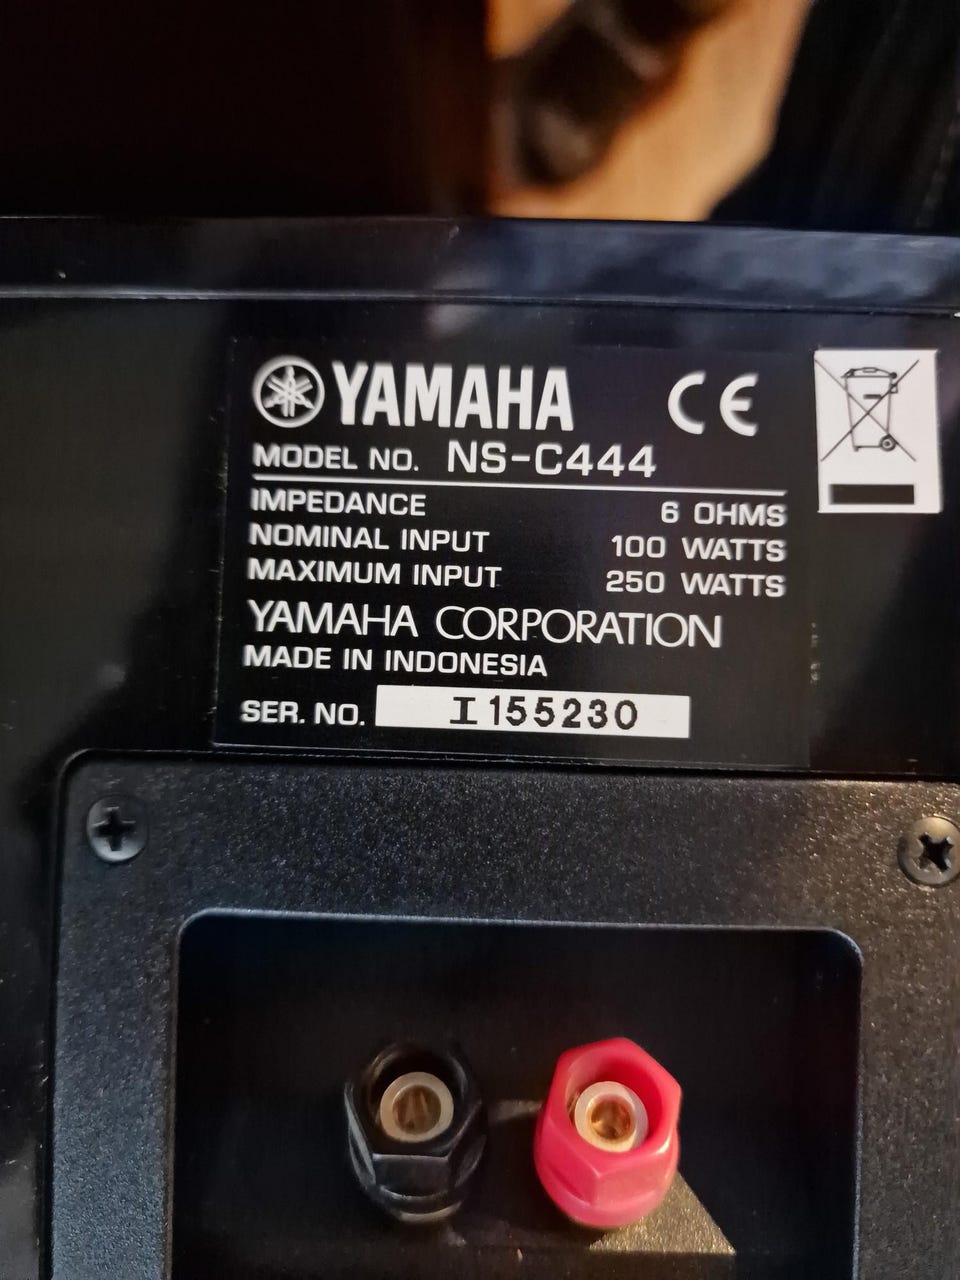 YAMAHA CE
MODEL NO. NS-C444
IMPEDANCE 6 OHMS
NOMINAL INPUT 100 WATTS
MAXIMUM INPUT 250 WATTS
YAMAHA CORPORATION
MADE IN INDONESIA
SER. NO. I155230